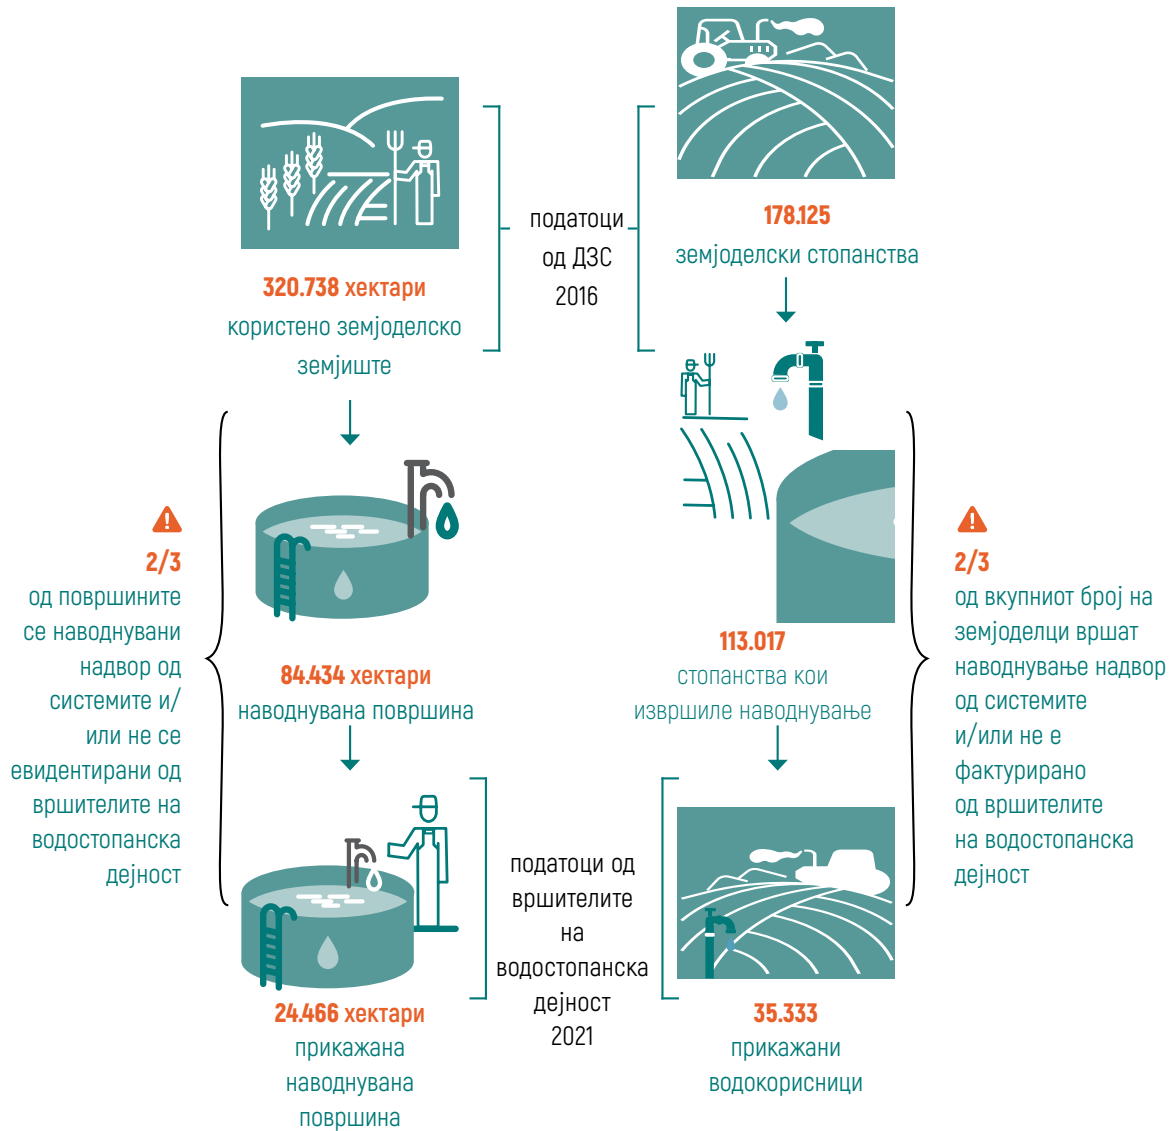 178.125
земјоделски стопанства
320.738 хектари
користено земјоделско
земјиште
податоци
од ДЗС
2016
2/3
од површините
се наводнувани
надвор од
системите и/
или не се
евидентирани од
вршителите на
водостопанска
дејност
84.434 хектари
наводнувана површина
113.017
стопанства кои
извршиле наводнување
2/3
од вкупниот број на
земјоделци вршат
наводнување надвор
од системите
и/или не е
фактурирано
од вршителите
на водостопанска
дејност
24.466 хектари
прикажана
наводнувана
површина
податоци од
вршителите
на
водостопанска
дејност
2021
35.333
прикажани
водокорисници